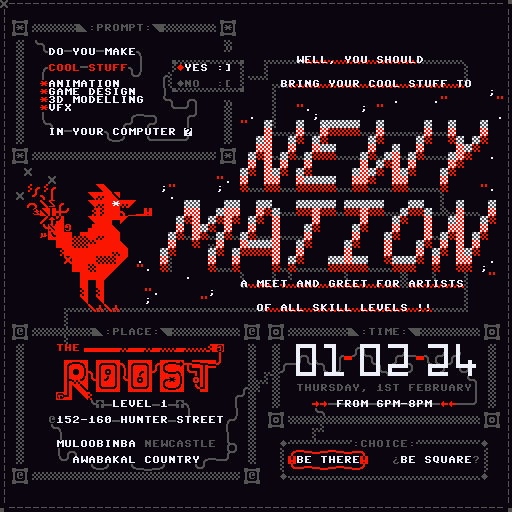 :PROMPT:
DO YOU MAKE
COOL STUFF
*ANIMATION
*GAME DESIGN
*3D MODELLING
*VFX
IN YOUR COMPUTER ?
♦YES :]
♦NO :[
WELL, YOU SHOULD
BRING YOUR COOL STUFF TO
NEWY
MATION
A MEET AND GREET FOR ARTISTS
OF ALL SKILL LEVELS !!
:PLACE:
THE
ROOST
LEVEL 1
@152-160 HUNTER STREET
MULOOBINBA NEWCASTLE
AWABAKAL COUNTRY
:TIME:
01-02-24
THURSDAY, 1ST FEBRUARY
FROM 6PM-8PM
:CHOICE:
BE THERE
¿BE SQUARE?